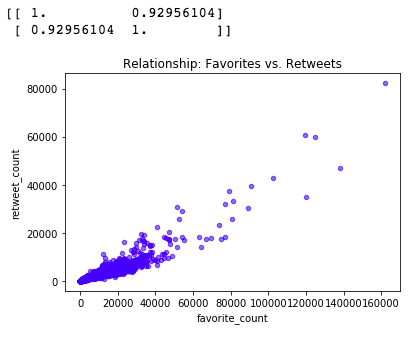 [[ 1.          0.92956104]
[ 0.92956104  1.        ]]
Relationship: Favorites vs. Retweets
80000
60000
40000
20000
0
retweet_count
0 20000 40000 60000 80000 100000 120000 140000 160000
favorite_count